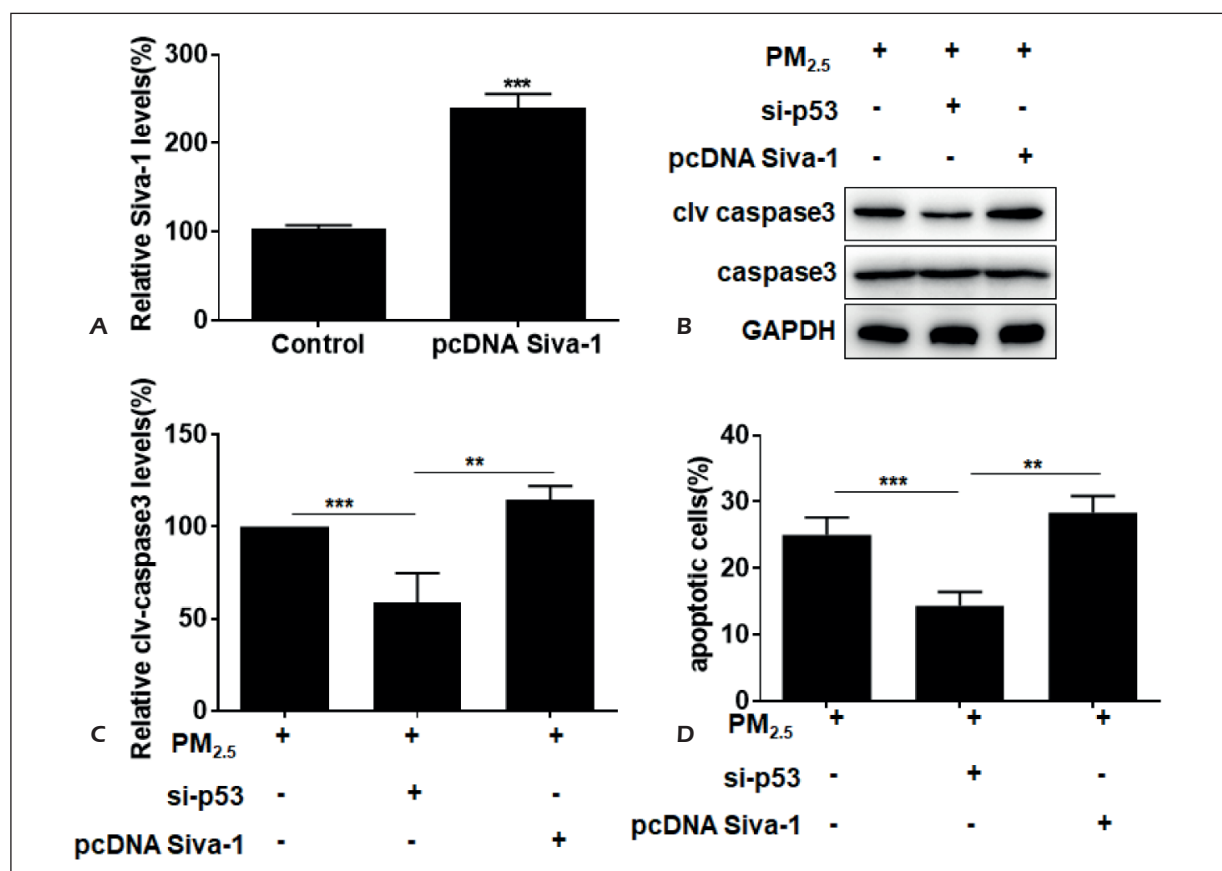 Relative Siva-1 levels(%)
300
200
100
0
***
Control pcDNA Siva-1
A
PM2.5 + + +
si-p53 - + -
pcDNA Siva-1 - - +
clv caspase3
caspase3
GAPDH
B
Relative clv-caspase3 levels(%)
150
100
50
0
***
**
C
PM2.5 + + +
si-p53 - + -
pcDNA Siva-1 - - +
apoptotic cells(%)
40
30
20
10
0
***
**
D
PM2.5 + + +
si-p53 - + -
pcDNA Siva-1 - - +